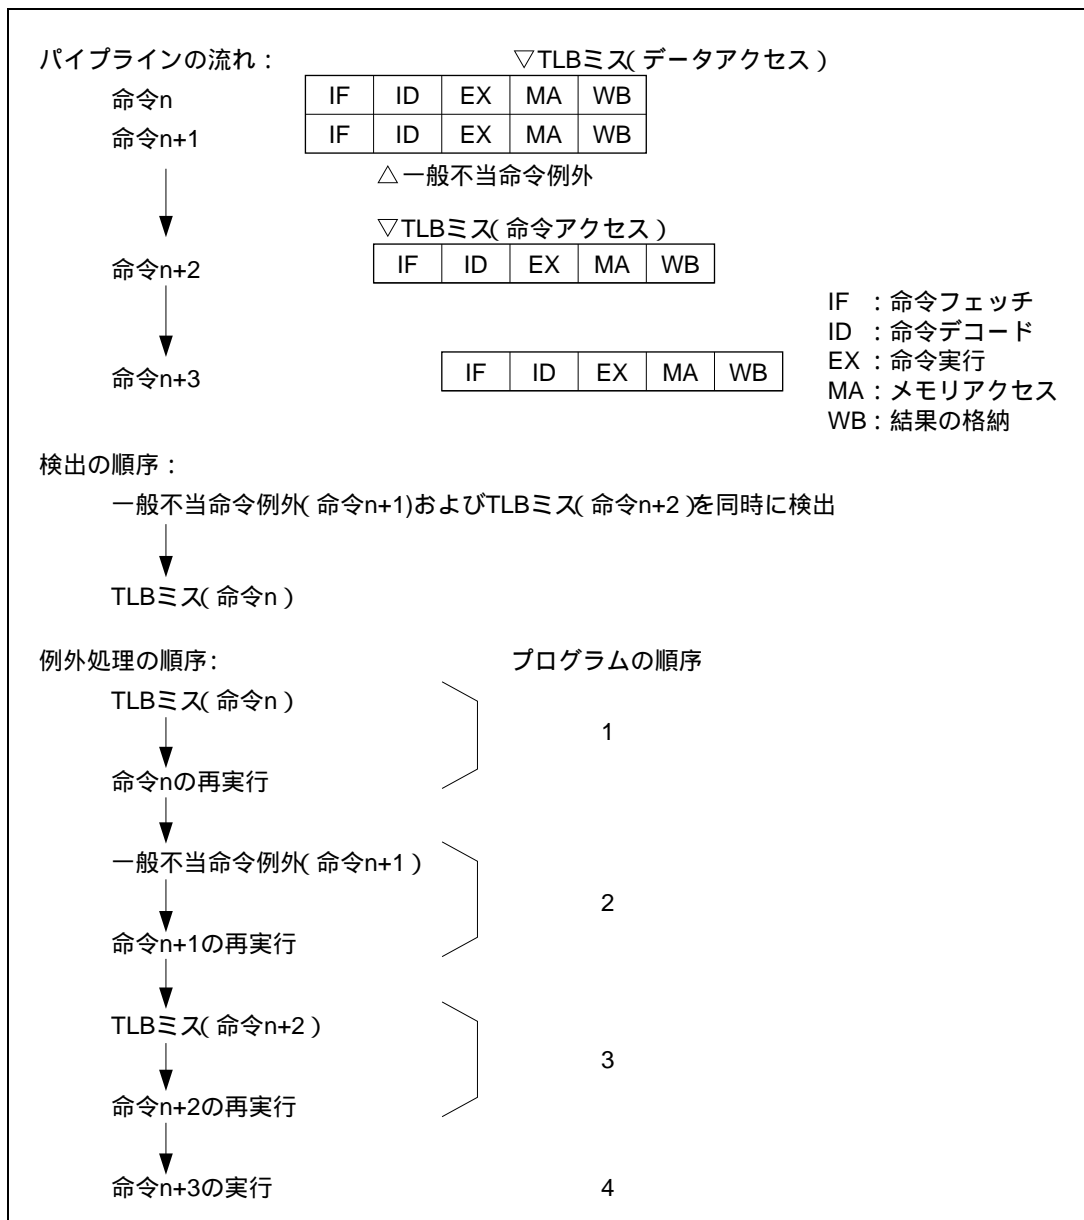 パイプラインの流れ： ▽TLBミス（データアクセス）
命令n IF ID EX MA WB
命令n+1 IF ID EX MA WB
△一般不当命令例外
▽TLBミス（命令アクセス）
命令n+2 IF ID EX MA WB
IF ：命令フェッチ
ID ：命令デコード
EX：命令実行
命令n+3 IF ID EX MA WB
MA：メモリアクセス
WB：結果の格納
検出の順序：
一般不当命令例外（命令n+1)およびTLBミス（命令n+2）を同時に検出
TLBミス（命令n）
例外処理の順序： プログラムの順序
TLBミス（命令n）
1
命令nの再実行
一般不当命令例外（命令n+1）
2
命令n+1の再実行
TLBミス（命令n+2）
3
命令n+2の再実行
命令n+3の実行 4